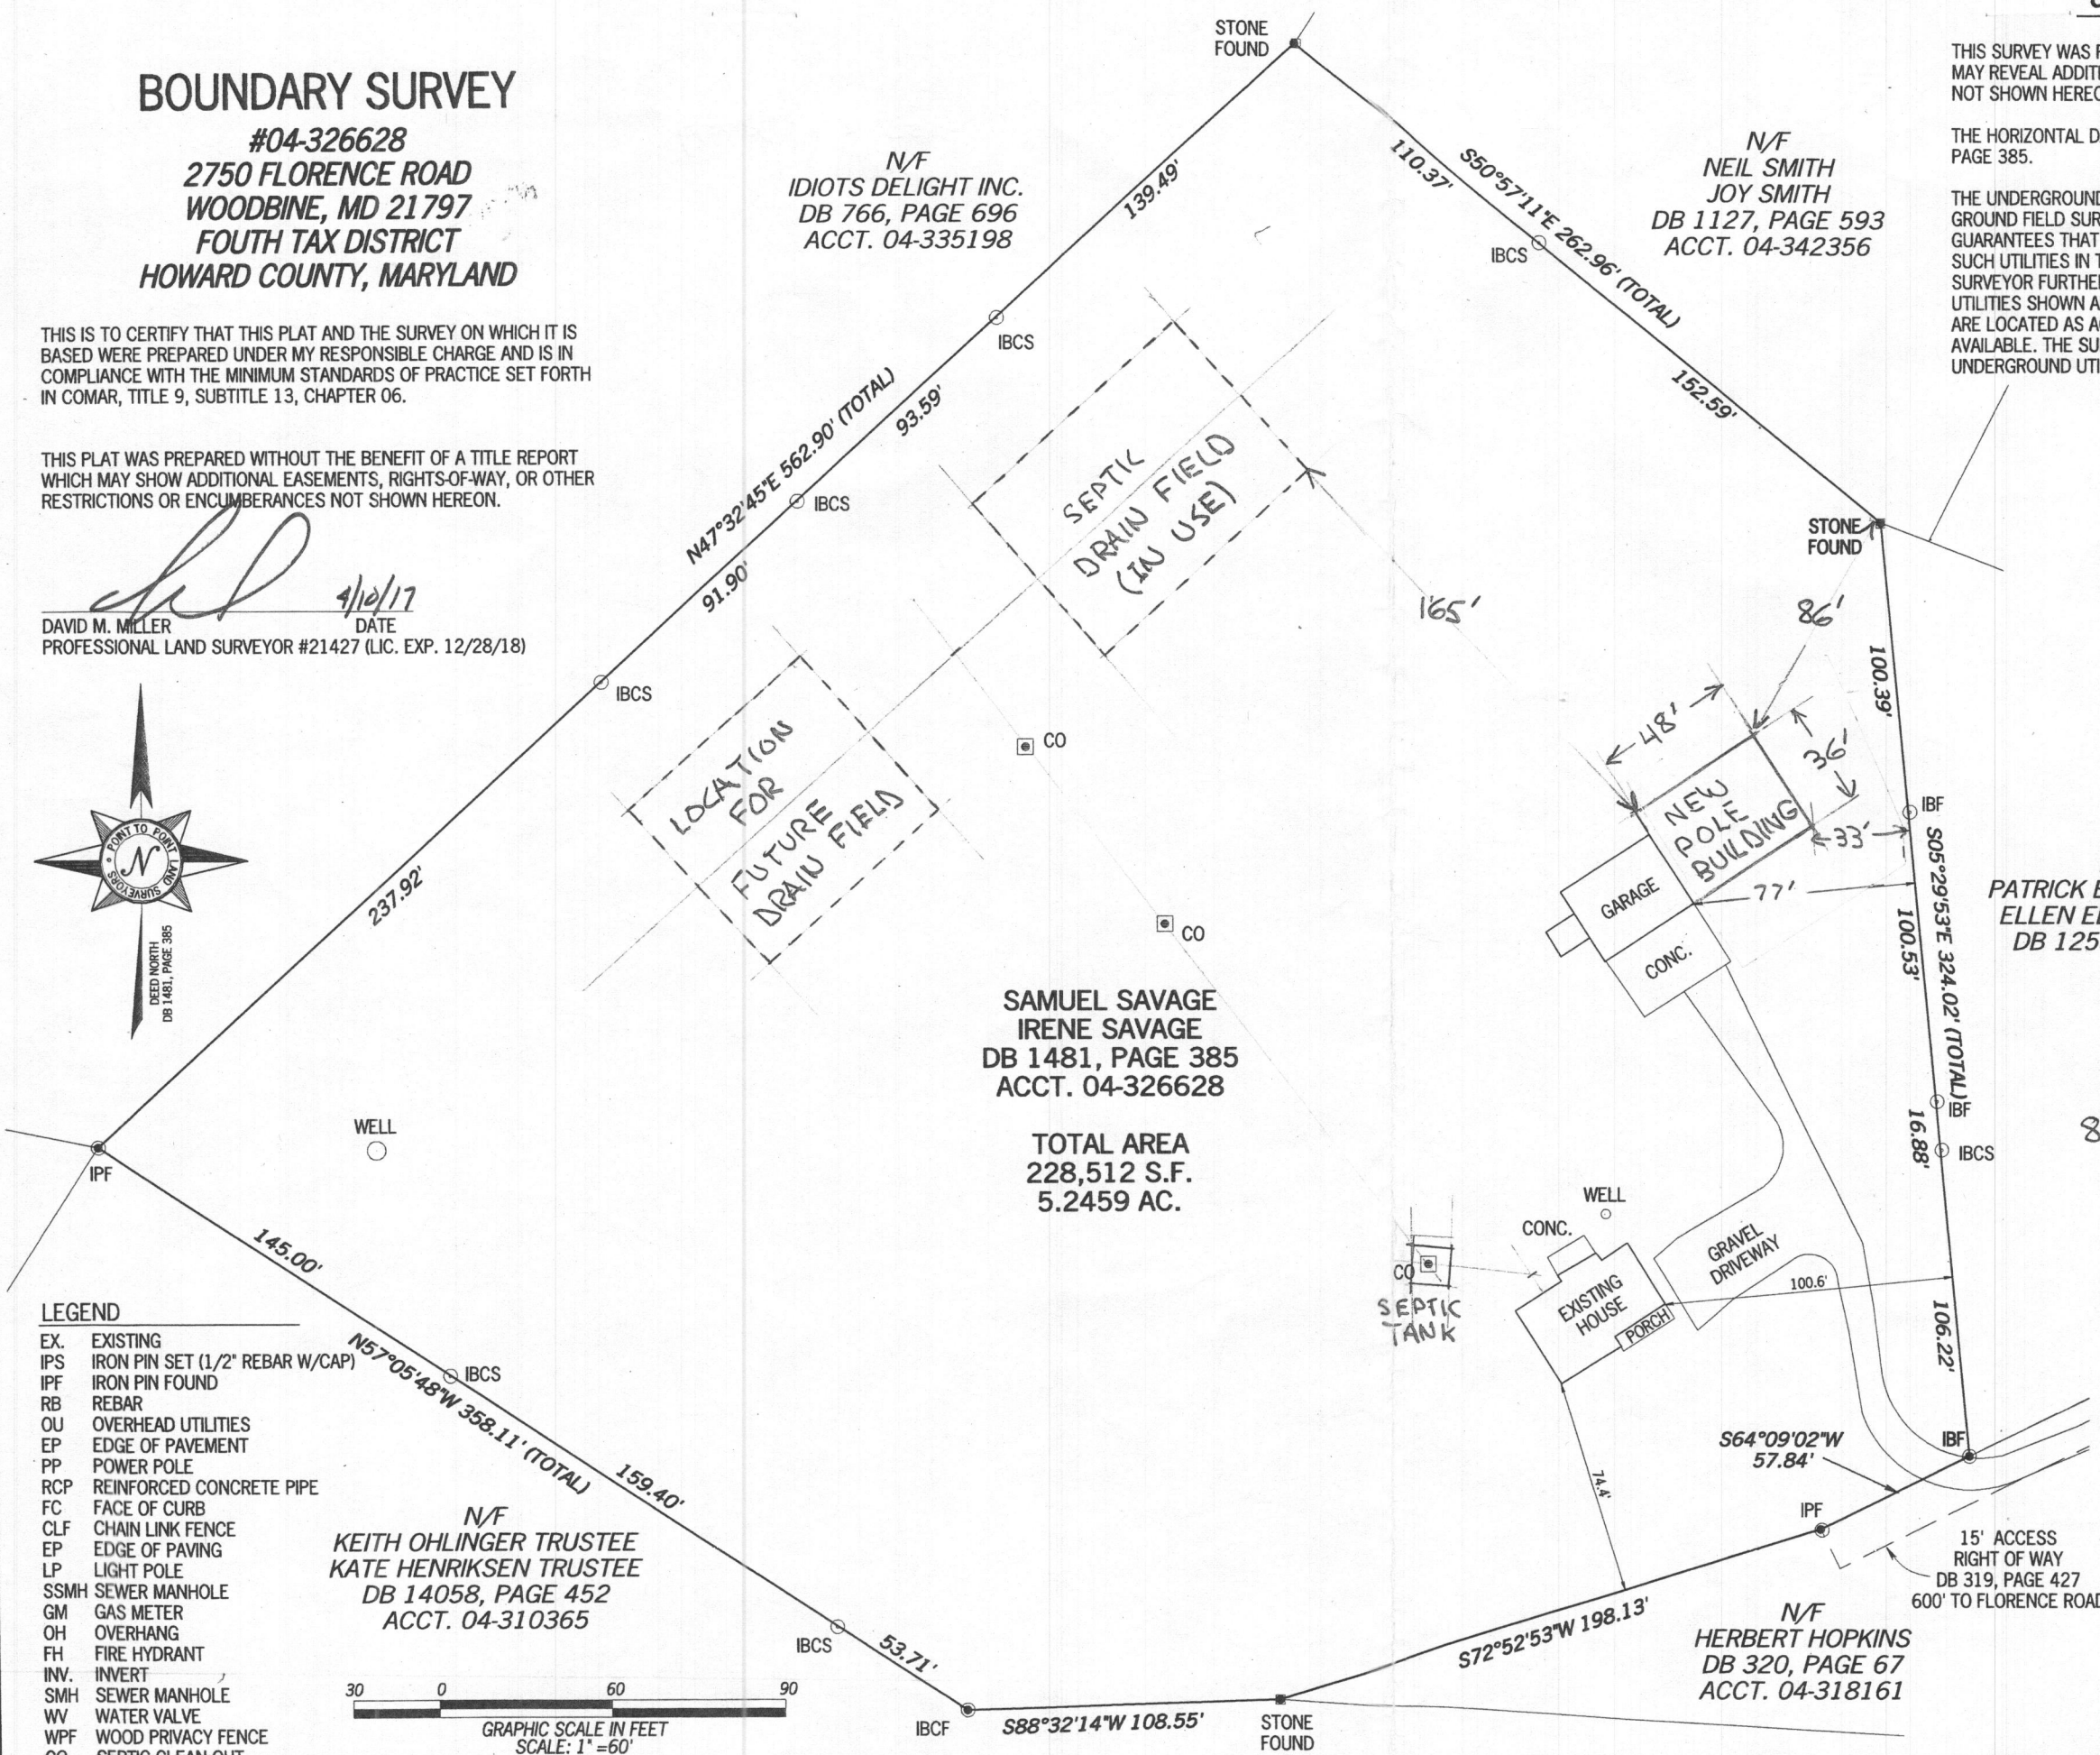 BOUNDARY SURVEY
#04-326628
2750 FLORENCE ROAD
WOODBINE, MD 21797
FOUTH TAX DISTRICT
HOWARD COUNTY, MARYLAND
THIS IS TO CERTIFY THAT THIS PLAT AND THE SURVEY ON WHICH IT IS
BASED WERE PREPARED UNDER MY RESPONSIBLE CHARGE AND IS IN
COMPLIANCE WITH THE MINIMUM STANDARDS OF PRACTICE SET FORTH
IN COMAR, TITLE 9, SUBTITLE 13, CHAPTER 06.
THIS PLAT WAS PREPARED WITHOUT THE BENEFIT OF A TITLE REPORT
WHICH MAY SHOW ADDITIONAL EASEMENTS, RIGHTS-OF-WAY, OR OTHER
RESTRICTIONS OR ENCUMBERANCES NOT SHOWN HEREON.
4/10/17
DAVID M. MILLER DATE
PROFESSIONAL LAND SURVEYOR #21427 (LIC. EXP. 12/28/18)
POINT TO POINT LAND SURVEYORS
N
DEED NORTH
DB 1481, PAGE 385
STONE
FOUND
N/F
IDIOTS DELIGHT INC.
DB 766, PAGE 696
ACCT. 04-335198
139.49'
110.37'
S50°57'11"E 262.96' (TOTAL)
IBCS
152.59'
N/F
NEIL SMITH
JOY SMITH
DB 1127, PAGE 593
ACCT. 04-342356
THIS SURVEY WAS
MAY REVEAL
NOT SHOWN
THE HORIZONTAL
PAGE 385.
THE UNDERGROUND
GROUND FIELD
GUARANTEES THAT
SUCH UTILITIES IN
SURVEYOR
UTILITIES SHOWN
ARE LOCATED AS
AVAILABLE. THE
UNDERGROUND
IBCS
N47°32'45"E 562.90' (TOTAL)
93.59'
IBCS
91.90'
IBCS
237.92'
SEPTIC
DRAIN FIELD
(IN USE)
165'
STONE
FOUND
86'
100.39'
48'
36'
NEW
POLE
BUILDING
33'
77'
IBF
S05°29'53"E 324.02' (TOTAL)
100.53'
PATRICK
ELLEN
DB 125
LOCATION
FOR
FUTURE
DRAIN FIELD
CO
CO
GARAGE
CONC.
SAMUEL SAVAGE
IRENE SAVAGE
DB 1481, PAGE 385
ACCT. 04-326628
TOTAL AREA
228,512 S.F.
5.2459 AC.
IBF
16.88'
IBCS
8
WELL
IPF
WELL
CONC.
CO
SEPTIC
TANK
EXISTING
HOUSE
PORCH
GRAVEL
DRIVEWAY
100.6'
106.22'
74.4'
145.00'
IBCS
N57°05'48"W 358.11' (TOTAL)
159.40'
IBCS
53.71'
IBCF
S88°32'14"W 108.55'
STONE
FOUND
S72°52'53"W 198.13'
IPF
S64°09'02"W
57.84'
IBF
15' ACCESS
RIGHT OF WAY
DB 319, PAGE 427
600' TO FLORENCE ROAD
N/F
HERBERT HOPKINS
DB 320, PAGE 67
ACCT. 04-318161
N/F
KEITH OHLINGER TRUSTEE
KATE HENRIKSEN TRUSTEE
DB 14058, PAGE 452
ACCT. 04-310365
LEGEND
EX. EXISTING
IPS IRON PIN SET (1/2" REBAR W/CAP)
IPF IRON PIN FOUND
RB REBAR
OU OVERHEAD UTILITIES
EP EDGE OF PAVEMENT
PP POWER POLE
RCP REINFORCED CONCRETE PIPE
FC FACE OF CURB
CLF CHAIN LINK FENCE
EP EDGE OF PAVING
LP LIGHT POLE
SSMH SEWER MANHOLE
GM GAS METER
OH OVERHANG
FH FIRE HYDRANT
INV. INVERT
SMH SEWER MANHOLE
WV WATER VALVE
WPF WOOD PRIVACY FENCE
CO SEPTIC CLEAN OUT
30 0 60 90
GRAPHIC SCALE IN FEET
SCALE: 1" =60'